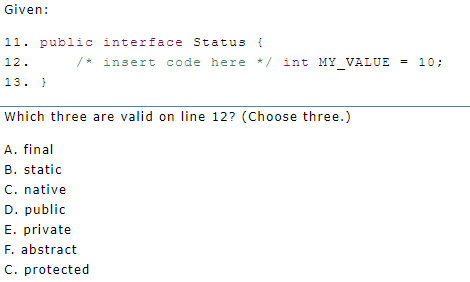 Given:
11. public interface Status {
12. /* insert code here */ int MY_VALUE = 10;
13. }
Which three are valid on line 12? (Choose three.)
A. final
B. static
C. native
D. public
E. private
F. abstract
C. protected